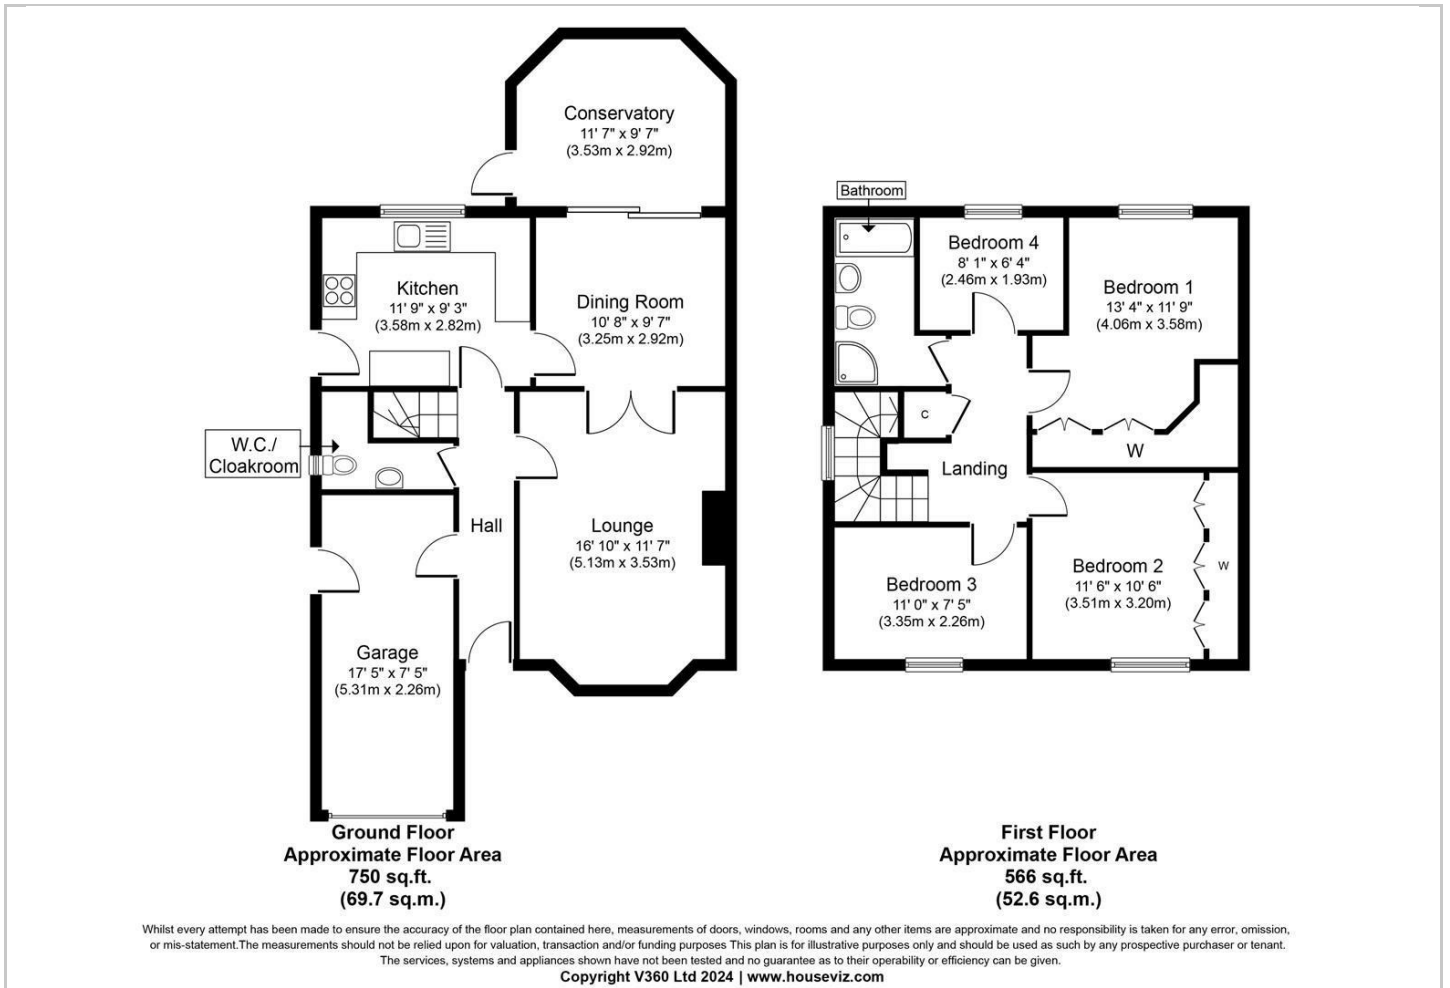 Conservatory
11' 7" x 9' 7"
(3.53m x 2.92m)
Kitchen
11' 9" x 9' 3"
(3.58m x 2.82m)
Dining Room
10' 8" x 9' 7"
(3.25m x 2.92m)
W.C./
Cloakroom
Hall
Lounge
16' 10" x 11' 7"
(5.13m x 3.53m)
Garage
17' 5" x 7' 5"
(5.31m x 2.26m)
Ground Floor
Approximate Floor Area
750 sq.ft.
(69.7 sq.m.)
Bathroom
Bedroom 4
8' 1" x 6' 4"
(2.46m x 1.93m)
Bedroom 1
13' 4" x 11' 9"
(4.06m x 3.58m)
C
W
Landing
Bedroom 2
11' 6" x 10' 6"
(3.51m x 3.20m)
W
Bedroom 3
11' 0" x 7' 5"
(3.35m x 2.26m)
First Floor
Approximate Floor Area
566 sq.ft.
(52.6 sq.m.)
Whilst every attempt has been made to ensure the accuracy of the floor plan contained here, measurements of doors, windows, rooms and any other items are approximate and no responsibility is taken for any error, omission,
or mis-statement.The measurements should not be relied upon for valuation, transaction and/or funding purposes This plan is for illustrative purposes only and should be used as such by any prospective purchaser or tenant.
The services, systems and appliances shown have not been tested and no guarantee as to their operability or efficiency can be given.
Copyright V360 Ltd 2024 | www.houseviz.com